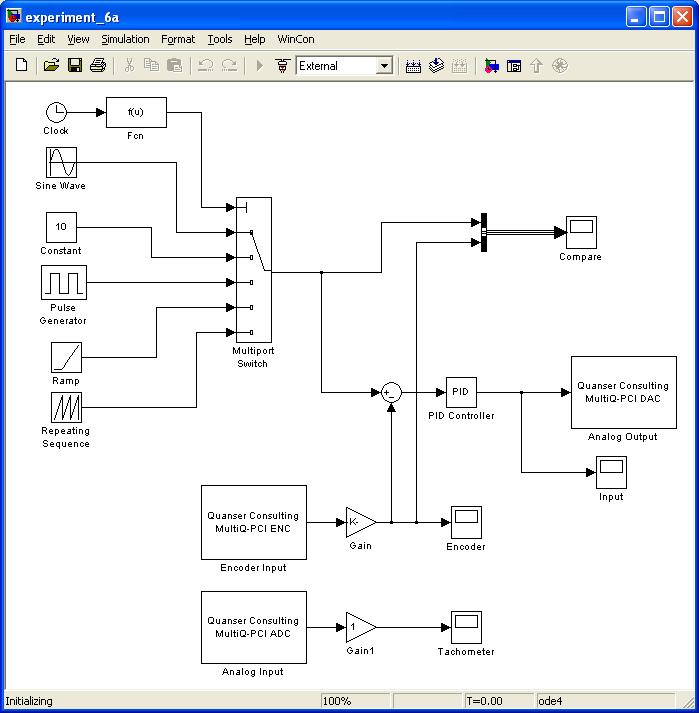 experiment_6a
File Edit View Simulation Format Tools Help WinCon
External
Clock
f(u)
Fcn
Sine Wave
10
Constant
Pulse
Generator
Ramp
Repeating
Sequence
Multiport
Switch
Compare
+
-
PID
PID Controller
Quanser Consulting
MultiQ-PCI DAC
Analog Output
Input
Quanser Consulting
MultiQ-PCI ENC
Encoder Input
K-
Gain
Encoder
Quanser Consulting
MultiQ-PCI ADC
Analog Input
1
Gain1
Tachometer
Initializing 100% T=0.00 ode4